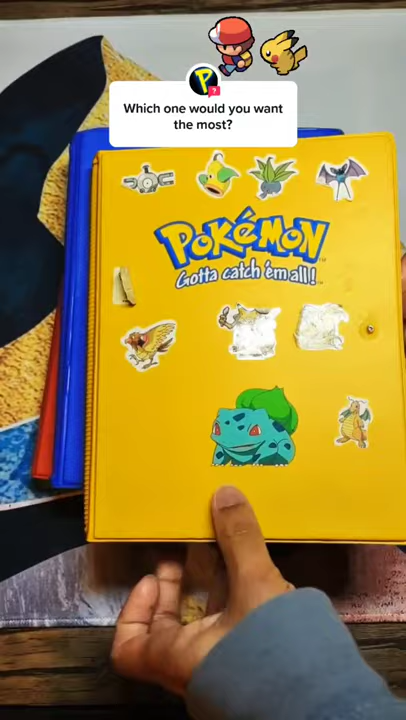 P
?
Which one would you want
the most?
POKéMON
Gotta catch 'em all!